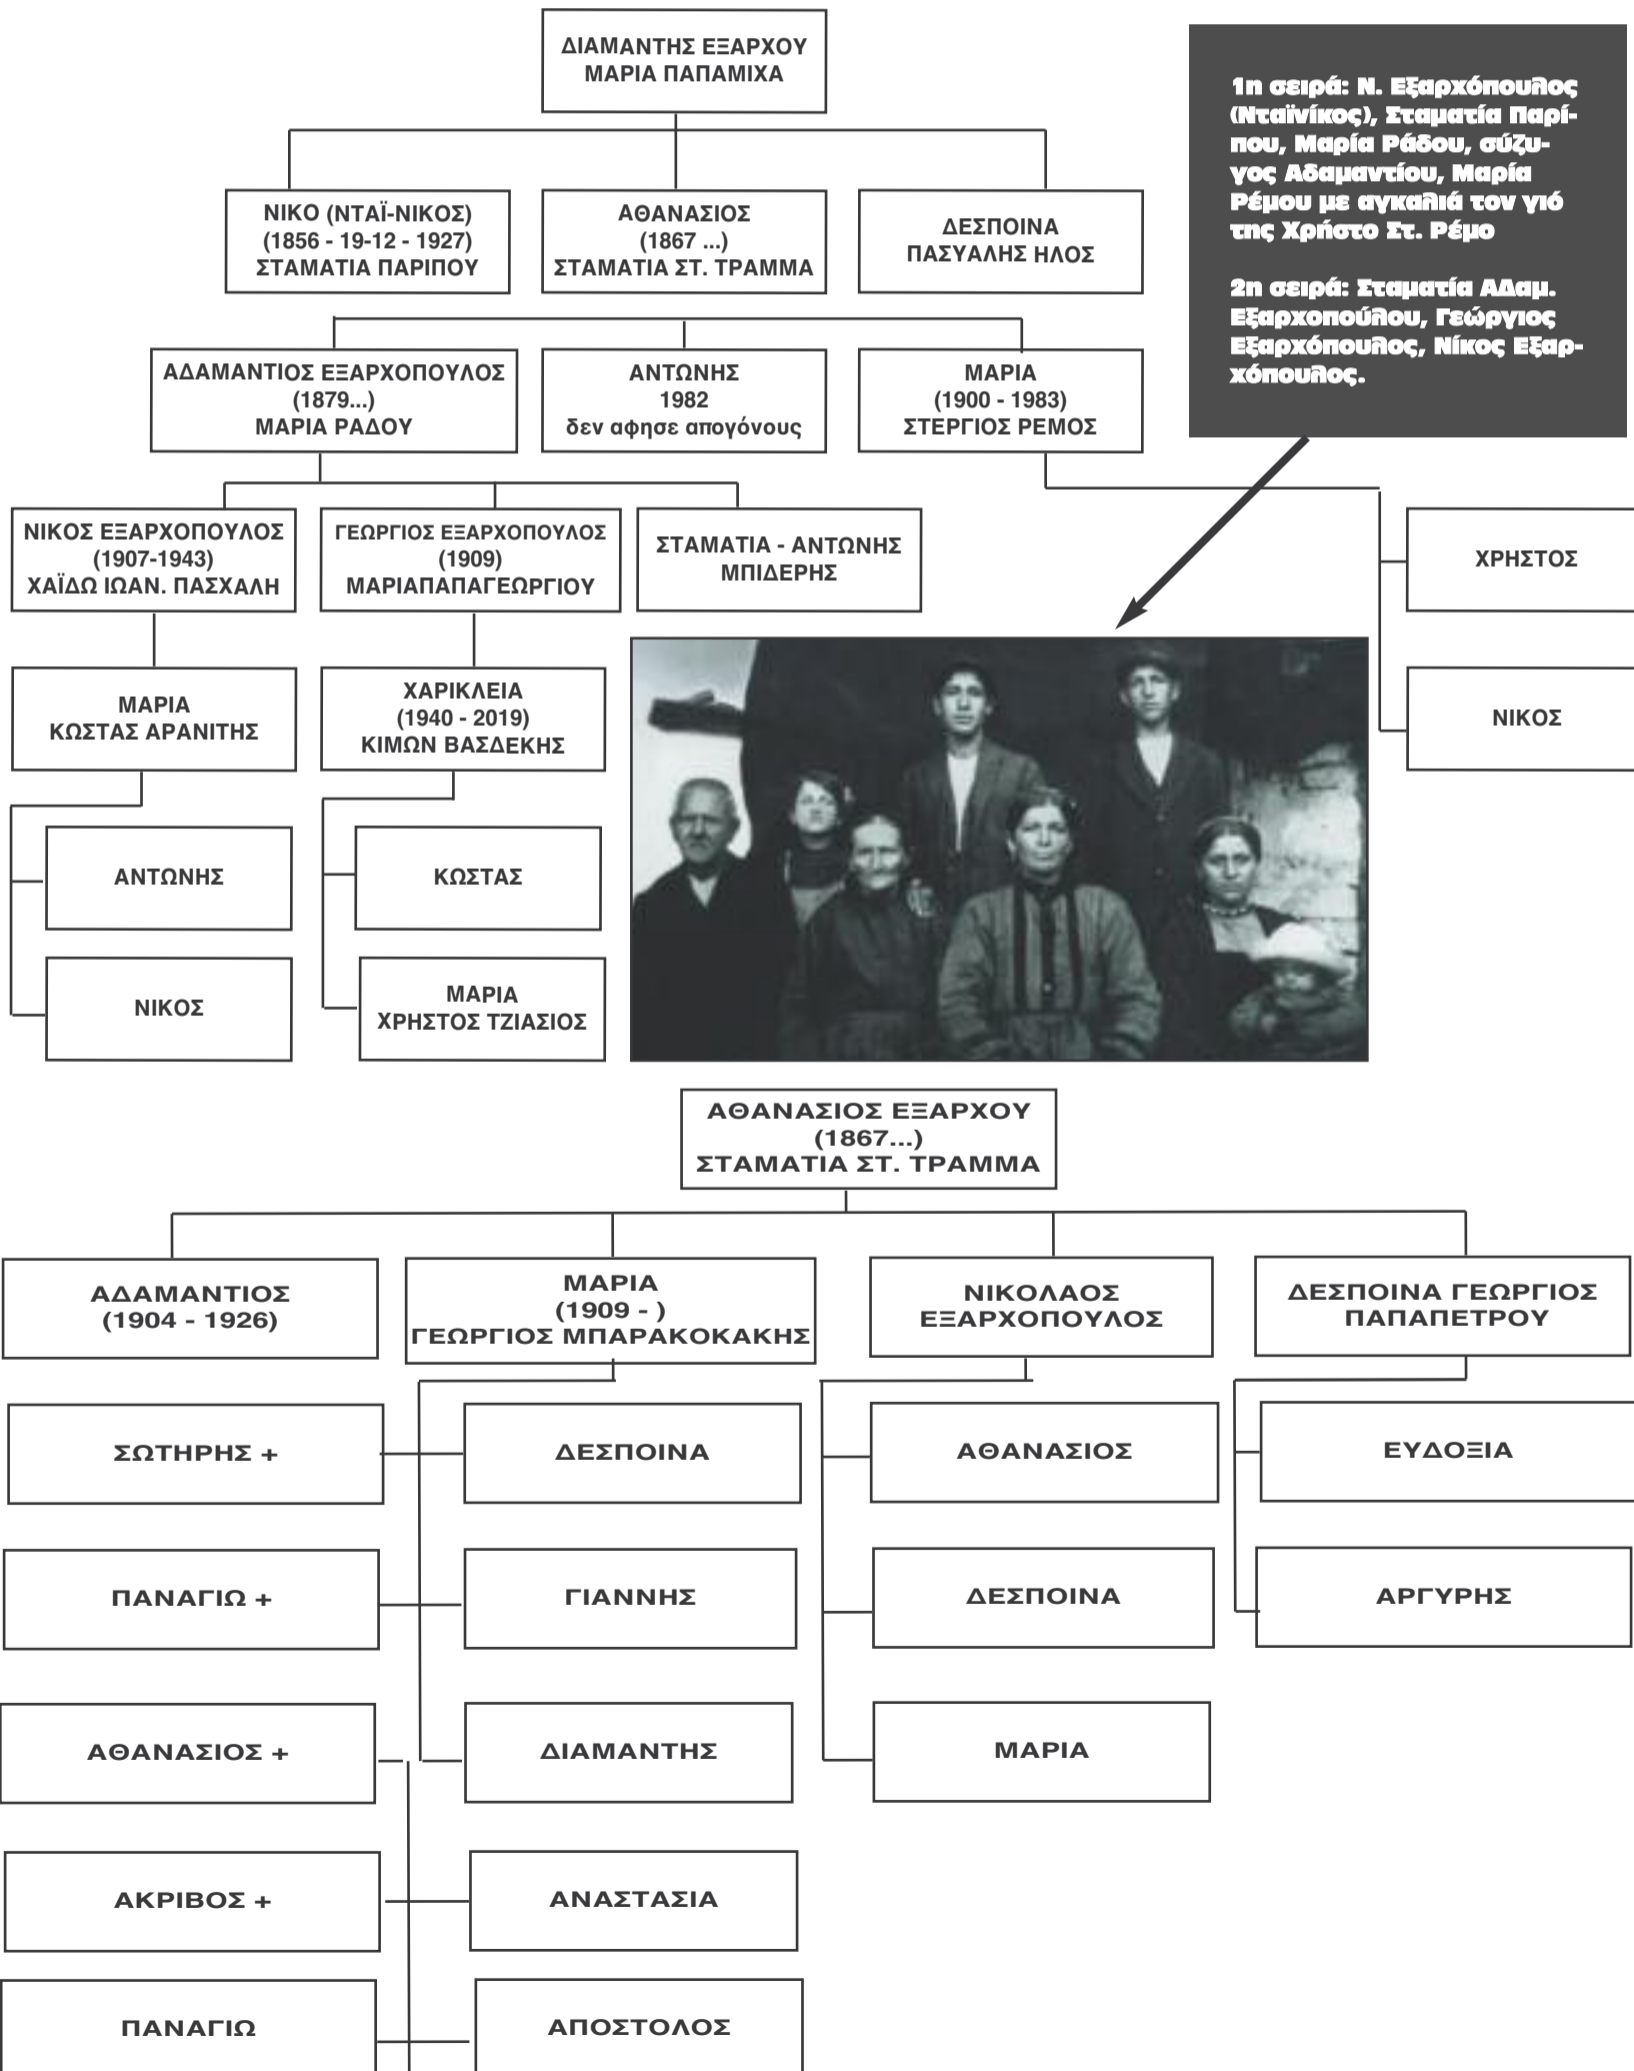 ΔΙΑΜΑΝΤΗΣ ΕΞΑΡΧΟΥ
ΜΑΡΙΑ ΠΑΠΑΜΙΧΑ
1η σειρά: Ν. Εξαρχόπουλος
(Νταϊνίκος), Σταματία Παρί-
που, Μαρία Ράδου, σύζυ-
γος Αδαμαντίου, Μαρία
Ρέμου με αγκαλιά τον γιό
της Χρήστο Στ. Ρέμο
2η σειρά: Σταματία ΑΔαμ.
Εξαρχοπούλου, Γεώργιος
Εξαρχόπουλος, Νίκος Εξαρ-
χόπουλος.
ΝΙΚΟ (ΝΤΑΪ-ΝΙΚΟΣ)
(1856 - 19-12 - 1927)
ΣΤΑΜΑΤΙΑ ΠΑΡΙΠΟΥ
ΑΘΑΝΑΣΙΟΣ
(1867 ...)
ΣΤΑΜΑΤΙΑ ΣΤ. ΤΡΑΜΜΑ
ΔΕΣΠΟΙΝΑ
ΠΑΣΥΑΛΗΣ ΗΛΟΣ
ΑΔΑΜΑΝΤΙΟΣ ΕΞΑΡΧΟΠΟΥΛΟΣ
(1879...)
ΜΑΡΙΑ ΡΑΔΟΥ
ΑΝΤΩΝΗΣ
1982
δεν αφησε απογόνους
ΜΑΡΙΑ
(1900 - 1983)
ΣΤΕΡΓΙΟΣ ΡΕΜΟΣ
ΝΙΚΟΣ ΕΞΑΡΧΟΠΟΥΛΟΣ
(1907-1943)
ΧΑΪΔΩ ΙΩΑΝ. ΠΑΣΧΑΛΗ
ΓΕΩΡΓΙΟΣ ΕΞΑΡΧΟΠΟΥΛΟΣ
(1909)
ΜΑΡΙΑΠΑΠΑΓΕΩΡΓΙΟΥ
ΣΤΑΜΑΤΙΑ - ΑΝΤΩΝΗΣ
ΜΠΙΔΕΡΗΣ
ΧΡΗΣΤΟΣ
ΜΑΡΙΑ
ΚΩΣΤΑΣ ΑΡΑΝΙΤΗΣ
ΧΑΡΙΚΛΕΙΑ
(1940 - 2019)
ΚΙΜΩΝ ΒΑΣΔΕΚΗΣ
ΝΙΚΟΣ
ΑΝΤΩΝΗΣ
ΚΩΣΤΑΣ
ΝΙΚΟΣ
ΜΑΡΙΑ
ΧΡΗΣΤΟΣ ΤΖΙΑΣΙΟΣ
ΑΘΑΝΑΣΙΟΣ ΕΞΑΡΧΟΥ
(1867...)
ΣΤΑΜΑΤΙΑ ΣΤ. ΤΡΑΜΜΑ
ΑΔΑΜΑΝΤΙΟΣ
(1904 - 1926)
ΜΑΡΙΑ
(1909 - )
ΓΕΩΡΓΙΟΣ ΜΠΑΡΑΚΟΚΑΚΗΣ
ΝΙΚΟΛΑΟΣ
ΕΞΑΡΧΟΠΟΥΛΟΣ
ΔΕΣΠΟΙΝΑ ΓΕΩΡΓΙΟΣ
ΠΑΠΑΠΕΤΡΟΥ
ΣΩΤΗΡΗΣ +
ΔΕΣΠΟΙΝΑ
ΑΘΑΝΑΣΙΟΣ
ΕΥΔΟΞΙΑ
ΠΑΝΑΓΙΩ +
ΓΙΑΝΝΗΣ
ΔΕΣΠΟΙΝΑ
ΑΡΓΥΡΗΣ
ΑΘΑΝΑΣΙΟΣ +
ΔΙΑΜΑΝΤΗΣ
ΜΑΡΙΑ
ΑΚΡΙΒΟΣ +
ΑΝΑΣΤΑΣΙΑ
ΠΑΝΑΓΙΩ
ΑΠΟΣΤΟΛΟΣ